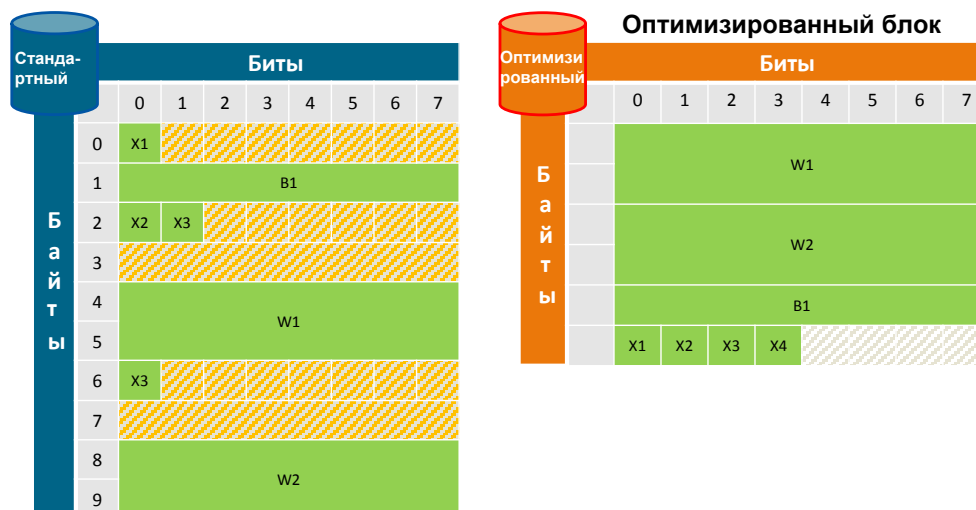 Оптимизированный блок
Станда-
ртный
Биты
0 1 2 3 4 5 6 7
Байты
0 X1
1 B1
2 X2 X3
3
4
W1
5
6 X3
7
8
W2
9
Оптимизи
рованный
Биты
0 1 2 3 4 5 6 7
Байты
W1
W2
B1
X1 X2 X3 X4